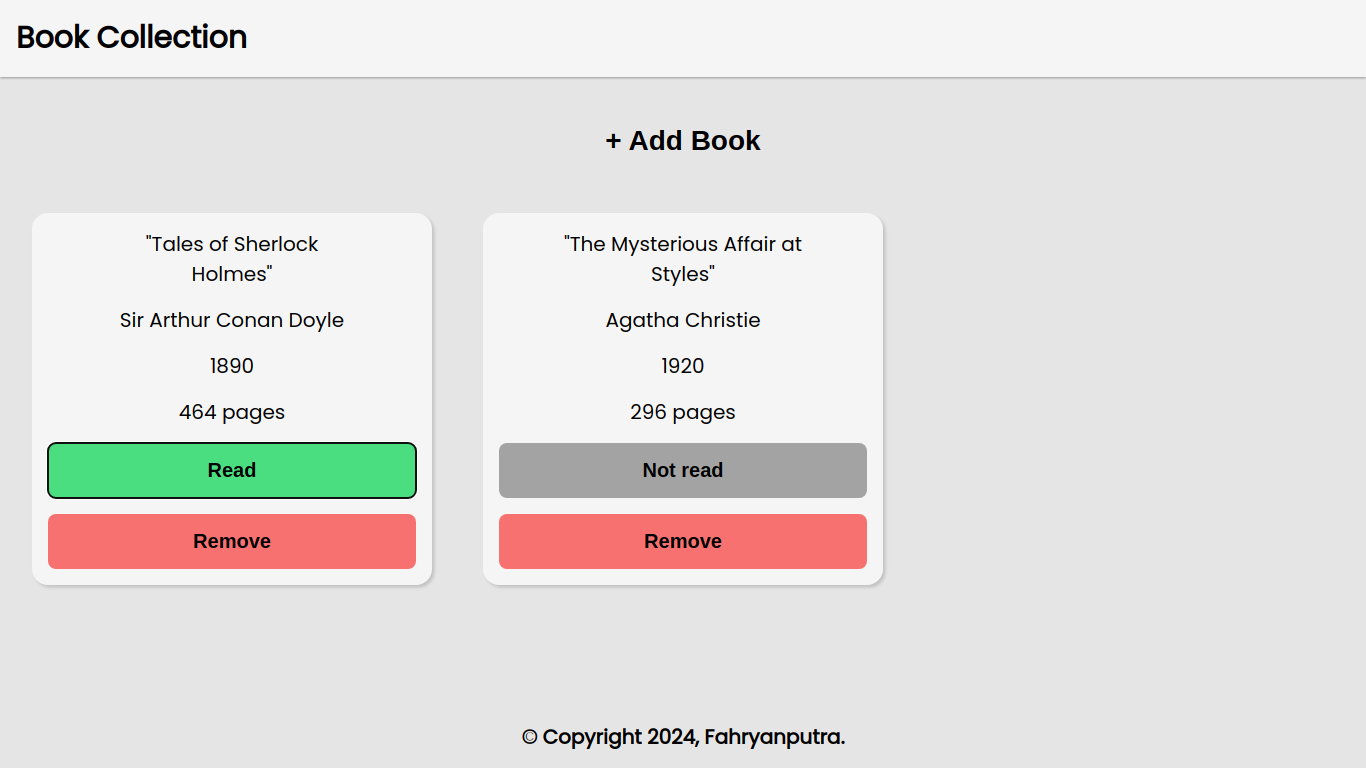 Book Collection
+ Add Book
"Tales of Sherlock
Holmes"
Sir Arthur Conan Doyle
1890
464 pages
Read
Remove
"The Mysterious Affair at
Styles"
Agatha Christie
1920
296 pages
Not read
Remove
© Copyright 2024, Fahryanputra.